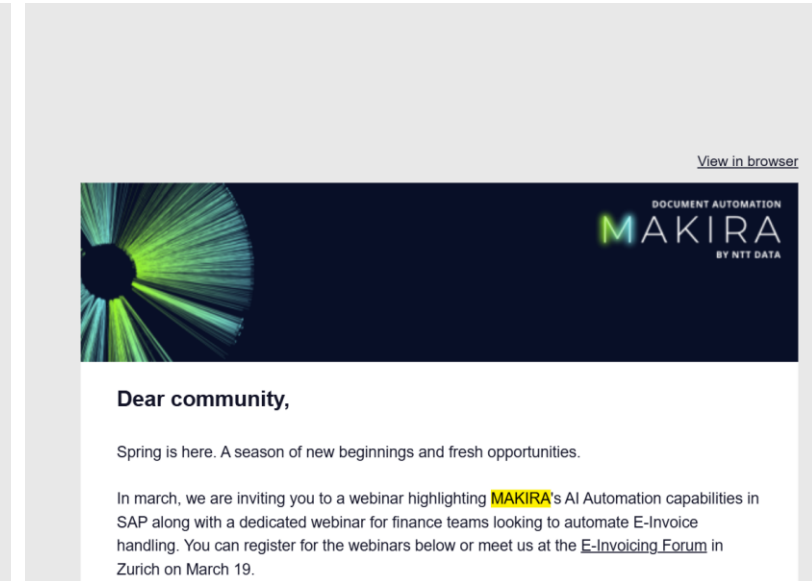 View in browser
DOCUMENT AUTOMATION
MAKIRA
BY NTT DATA
Dear community,
Spring is here. A season of new beginnings and fresh opportunities.
In march, we are inviting you to a webinar highlighting MAKIRA's AI Automation capabilities in
SAP along with a dedicated webinar for finance teams looking to automate E-Invoice
handling. You can register for the webinars below or meet us at the E-Invoicing Forum in
Zurich on March 19.